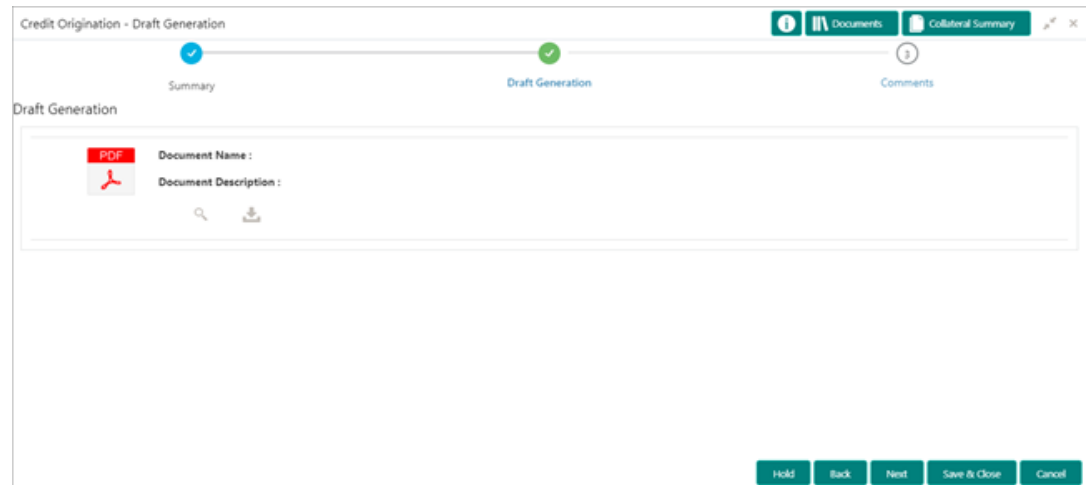 Credit Origination - Draft Generation
i Documents Collateral Summary
Summary
Draft Generation
3
Comments
Draft Generation
PDF
Document Name :
Document Description :
Hold Back Next Save & Close Cancel